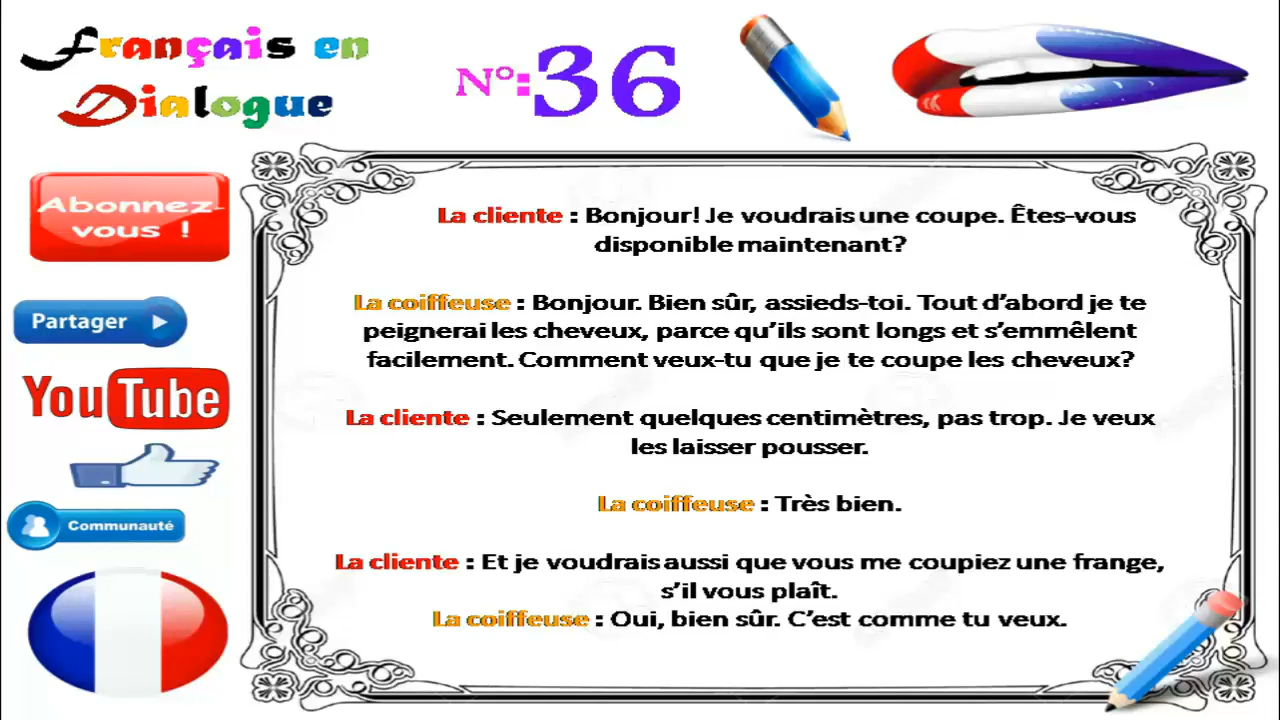 Français en
Dialogue
N°:36
Abonnez-
vous !
Partager
YouTube
Communauté
La cliente : Bonjour! Je voudrais une coupe. Êtes-vous
disponible maintenant?
La coiffeuse : Bonjour. Bien sûr, assieds-toi. Tout d’abord je te
peignerai les cheveux, parce qu’ils sont longs et s’emmêlent
facilement. Comment veux-tu que je te coupe les cheveux?
La cliente : Seulement quelques centimètres, pas trop. Je veux
les laisser pousser.
La coiffeuse : Très bien.
La cliente : Et je voudrais aussi que vous me coupiez une frange,
s’il vous plaît.
La coiffeuse : Oui, bien sûr. C’est comme tu veux.